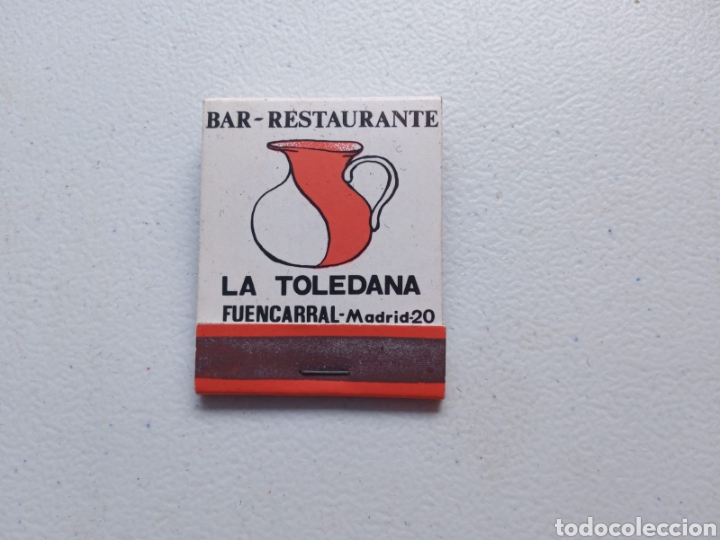 BAR-RESTAURANTE
LA TOLEDANA
FUENCARRAL-Madrid-20
todocoleccion